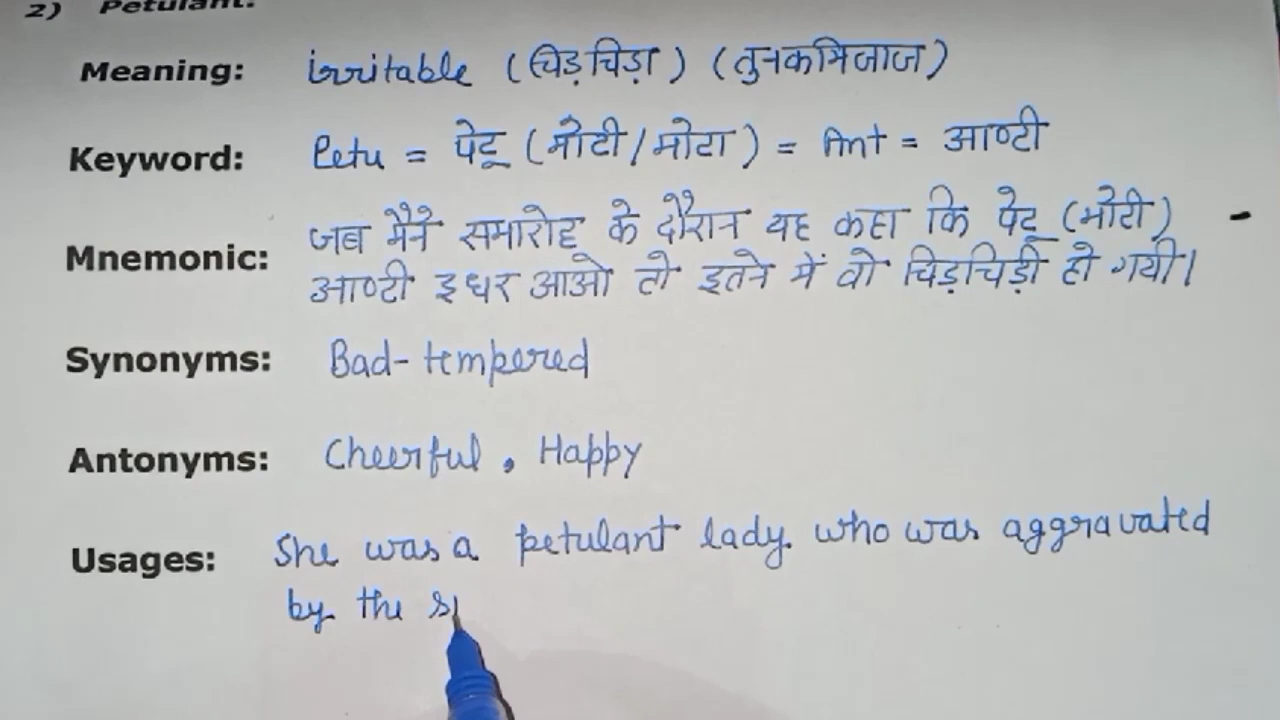 2) Petulant:
Meaning: irritable (चिड़चिड़ा) (तुनकमिजाज)
Keyword: Petu = पेटू (मोटी/मोटा) = Ant = आण्टी
Mnemonic: जब मैनें समारोह के दौरान यह कहा कि पेटू (मोटी) -
आण्टी इधर आओ तो इतने में वो चिड़चिड़ी हो गयी।
Synonyms: Bad-tempered
Antonyms: Cheerful, Happy
Usages: She was a petulant lady who was aggravated
by the